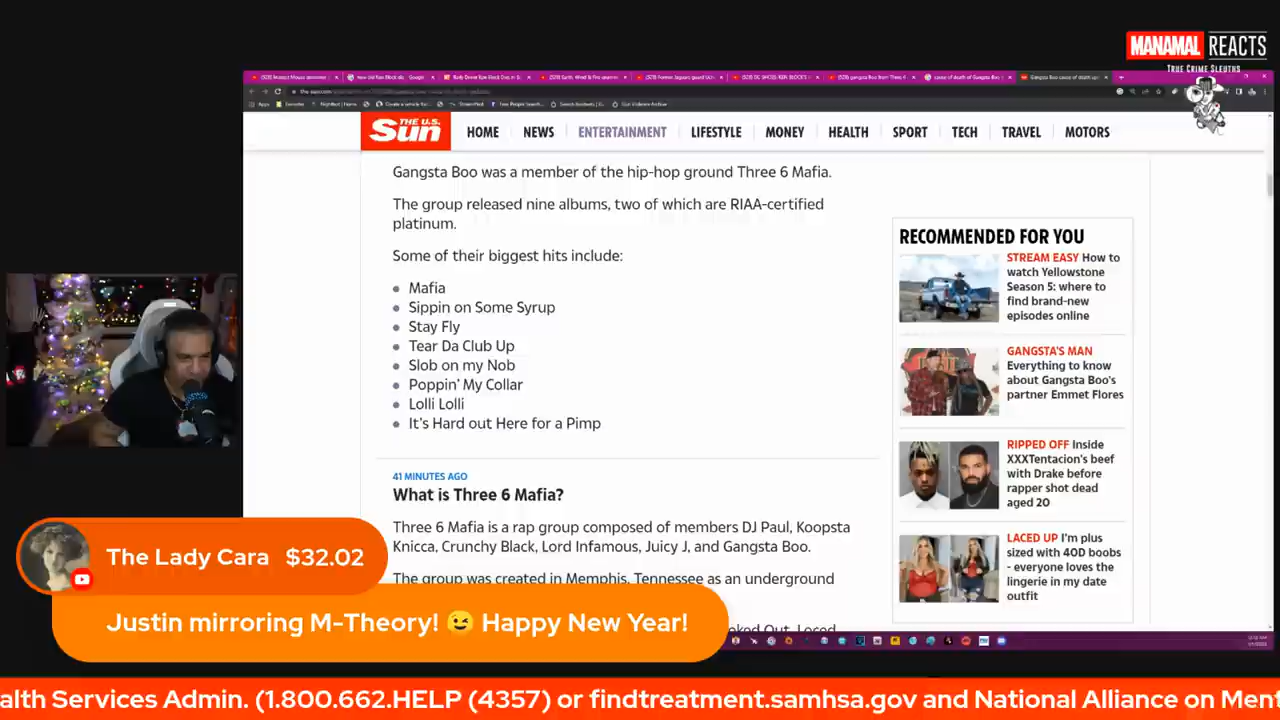 MANAMAL REACTS
TRUE CRIME SLEUTHS
THE U.S.
Sun
HOME NEWS ENTERTAINMENT LIFESTYLE MONEY HEALTH SPORT TECH TRAVEL MOTORS
Gangsta Boo was a member of the hip-hop ground Three 6 Mafia.
The group released nine albums, two of which are RIAA-certified
platinum.
Some of their biggest hits include:
Mafia
Sippin on Some Syrup
Stay Fly
Tear Da Club Up
Slob on my Nob
Poppin' My Collar
Lolli Lolli
It's Hard out Here for a Pimp
41 MINUTES AGO
What is Three 6 Mafia?
Three 6 Mafia is a rap group composed of members DJ Paul, Koopsta
Knicca, Crunchy Black, Lord Infamous, Juicy J, and Gangsta Boo.
The group was created in Memphis, Tennessee as an underground
RECOMMENDED FOR YOU
STREAM EASY How to
watch Yellowstone
Season 5: where to
find brand-new
episodes online
GANGSTA'S MAN
Everything to know
about Gangsta Boo's
partner Emmet Flores
RIPPED OFF Inside
XXXTentacion's beef
with Drake before
rapper shot dead
aged 20
LACED UP I'm plus
sized with 40D boobs
- everyone loves the
lingerie in my date
outfit
The Lady Cara $32.02
Justin mirroring M-Theory! 😉 Happy New Year!
alth Services Admin. (1.800.662.HELP (4357) or findtreatment.samhsa.gov and National Alliance on Men